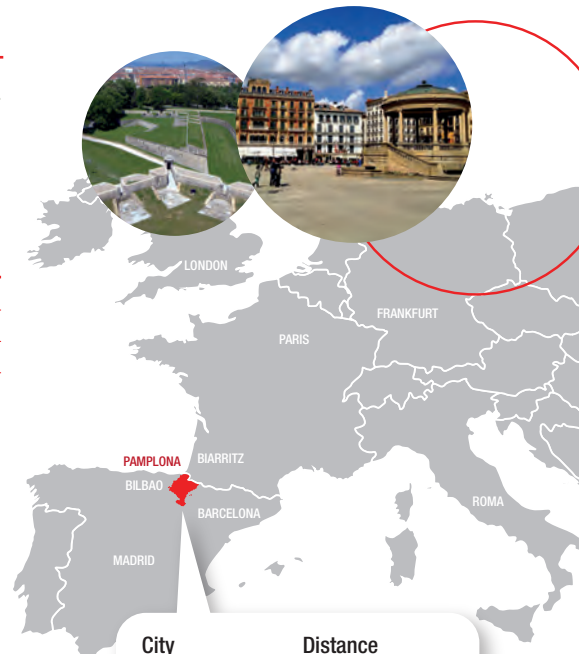 LONDON
FRANKFURT
PARIS
PAMPLONA
BIARRITZ
BILBAO
BARCELONA
ROMA
MADRID
City Distance